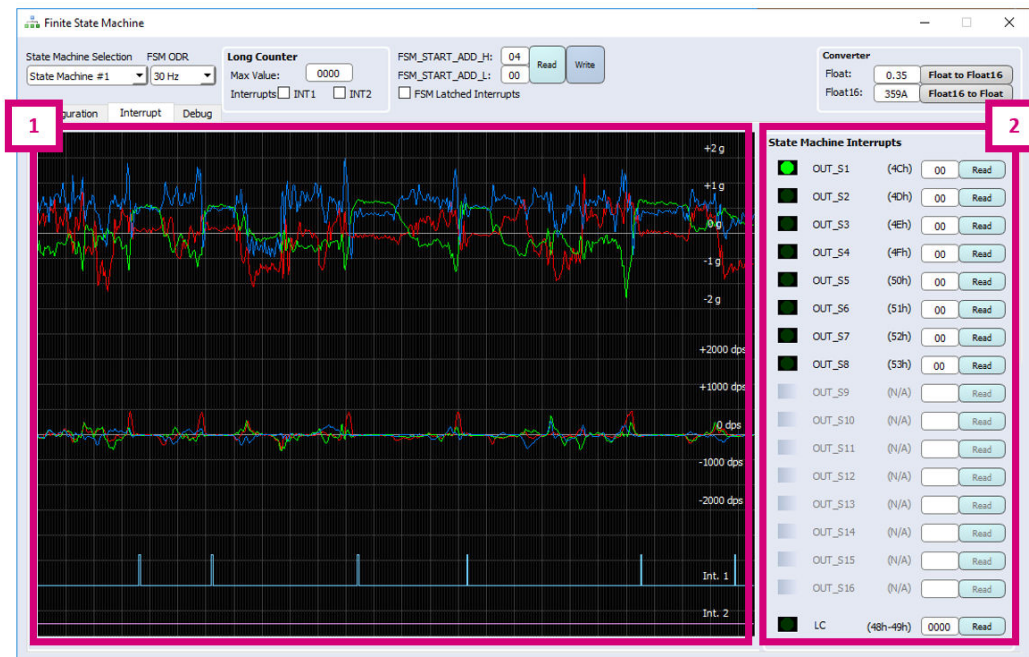 Finite State Machine
State Machine Selection FSM ODR
State Machine #1 30 Hz
Long Counter
Max Value: 0000
Interrupts: INT1 INT2
FSM_START_ADD_H: 04
FSM_START_ADD_L: 00
Read Write
FSM Latched Interrupts
Converter
Float: 0.35 Float to Float16
Float16: 359A Float16 to Float
Interrupt Debug
1
+2 g
+1 g
0 g
-1 g
-2 g
+2000 dps
+1000 dps
0 dps
-1000 dps
-2000 dps
Int. 1
Int. 2
2
State Machine Interrupts
OUT_S1 (4Ch) 00 Read
OUT_S2 (4Dh) 00 Read
OUT_S3 (4Eh) 00 Read
OUT_S4 (4Fh) 00 Read
OUT_S5 (50h) 00 Read
OUT_S6 (51h) 00 Read
OUT_S7 (52h) 00 Read
OUT_S8 (53h) 00 Read
OUT_S9 (N/A) Read
OUT_S10 (N/A) Read
OUT_S11 (N/A) Read
OUT_S12 (N/A) Read
OUT_S13 (N/A) Read
OUT_S14 (N/A) Read
OUT_S15 (N/A) Read
OUT_S16 (N/A) Read
LC (48h-49h) 0000 Read